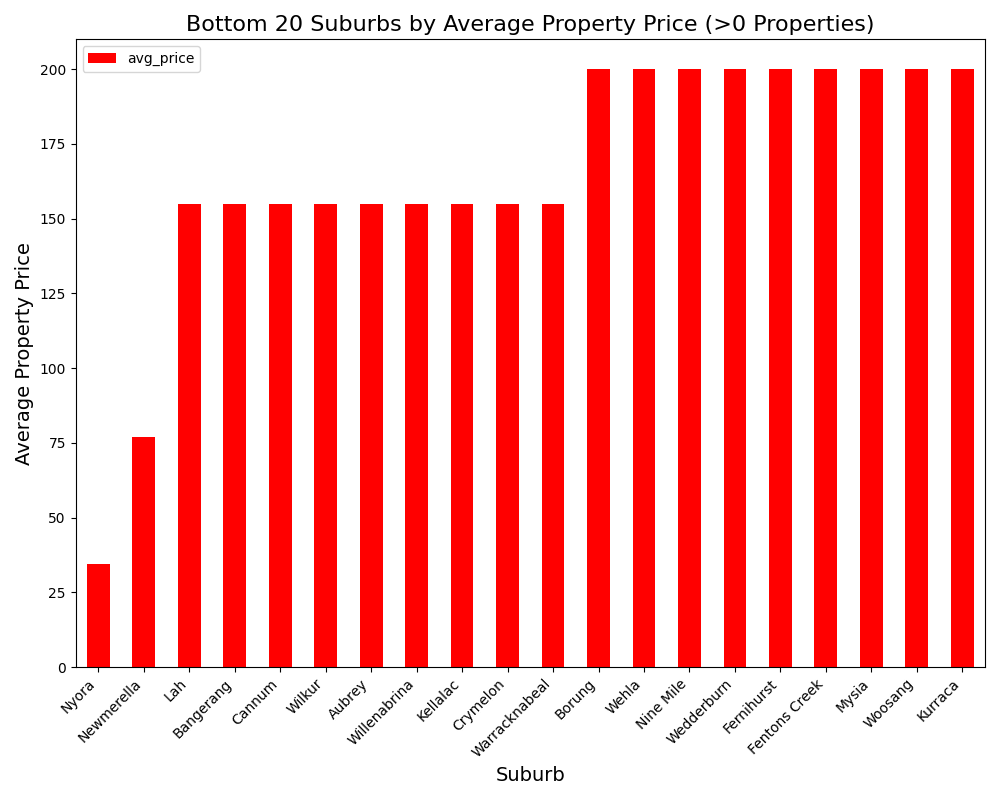 Bottom 20 Suburbs by Average Property Price (>0 Properties)
avg_price
Average Property Price
200
175
150
125
100
75
50
25
0
Nyora
Newmerella
Lah
Bangerang
Cannum
Wilkur
Aubrey
Willenabrina
Kellalac
Crymelon
Warracknabeal
Borung
Wehla
Nine Mile
Wedderburn
Fernihurst
Fentons Creek
Mysia
Woosang
Kurraca
Suburb